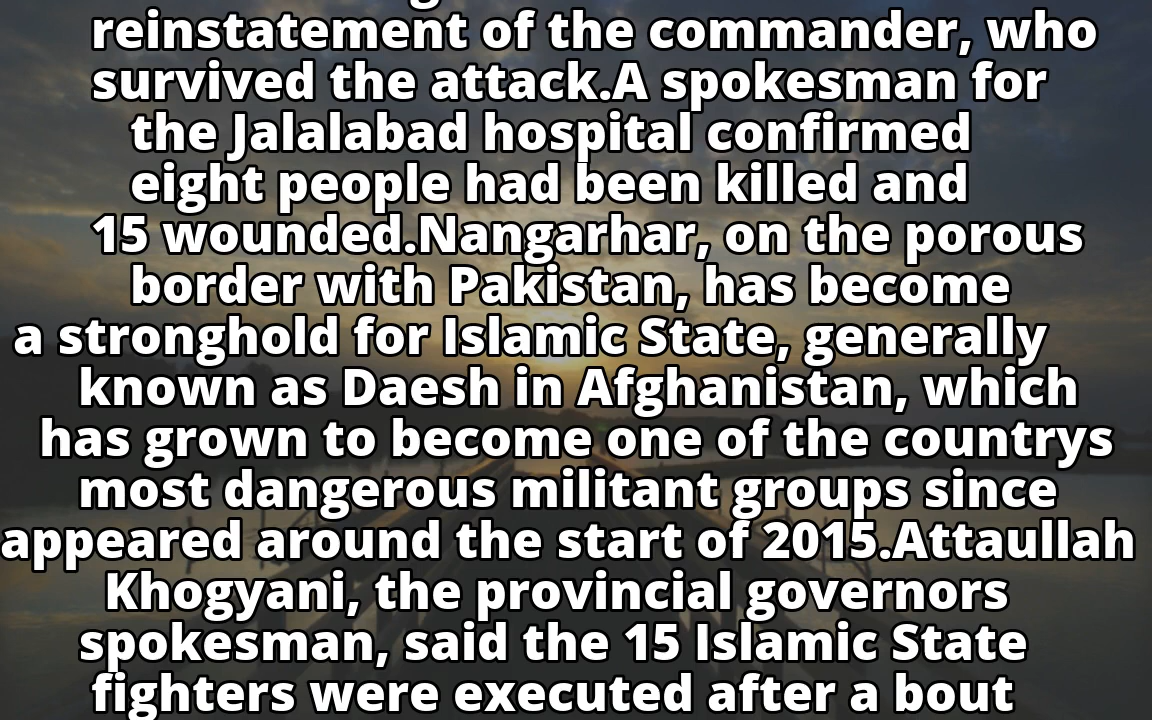 reinstatement of the commander, who
survived the attack.A spokesman for
the Jalalabad hospital confirmed
eight people had been killed and
15 wounded.Nangarhar, on the porous
border with Pakistan, has become
a stronghold for Islamic State, generally
known as Daesh in Afghanistan, which
has grown to become one of the countrys
most dangerous militant groups since
appeared around the start of 2015.Attaullah
Khogyani, the provincial governors
spokesman, said the 15 Islamic State
fighters were executed after a bout